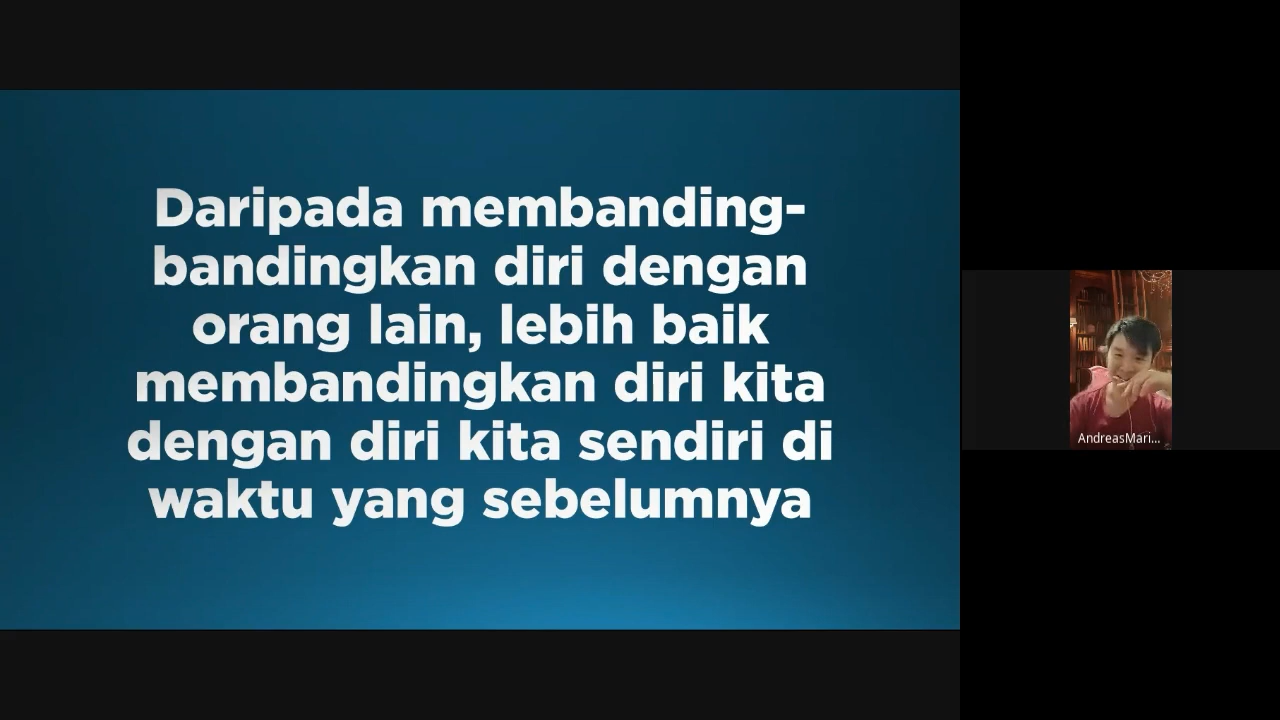 Daripada membanding-
bandingkan diri dengan
orang lain, lebih baik
membandingkan diri kita
dengan diri kita sendiri di
waktu yang sebelumnya
AndreasMari...